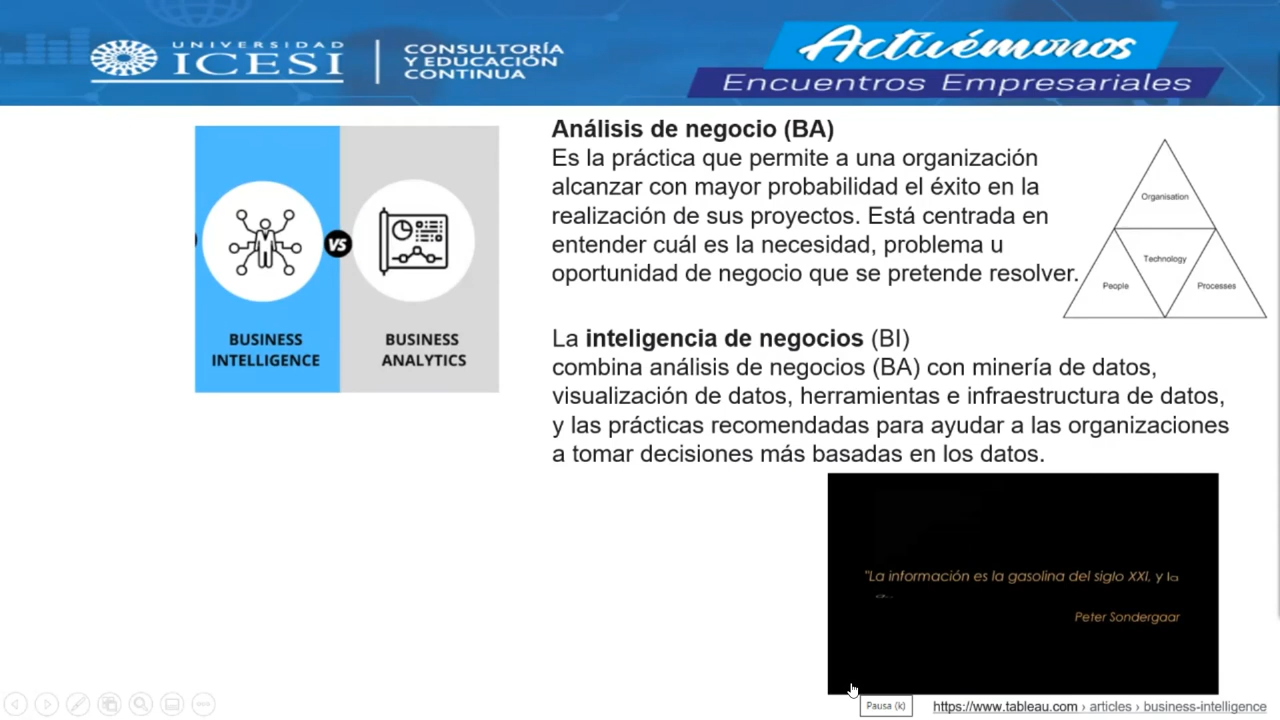 UNIVERSIDAD
ICESI
CONSULTORÍA
Y EDUCACIÓN
CONTINUA
Activémonos
Encuentros Empresariales
VS
BUSINESS
INTELLIGENCE
BUSINESS
ANALYTICS
Análisis de negocio (BA)
Es la práctica que permite a una organización
alcanzar con mayor probabilidad el éxito en la
realización de sus proyectos. Está centrada en
entender cuál es la necesidad, problema u
oportunidad de negocio que se pretende resolver.
Organisation
Technology
People
Processes
La inteligencia de negocios (BI)
combina análisis de negocios (BA) con minería de datos,
visualización de datos, herramientas e infraestructura de datos,
y las prácticas recomendadas para ayudar a las organizaciones
a tomar decisiones más basadas en los datos.
"La información es la gasolina del siglo XXI, y la
Peter Sondergaar
Pausa (k)
https://www.tableau.com › articles › business-intelligence